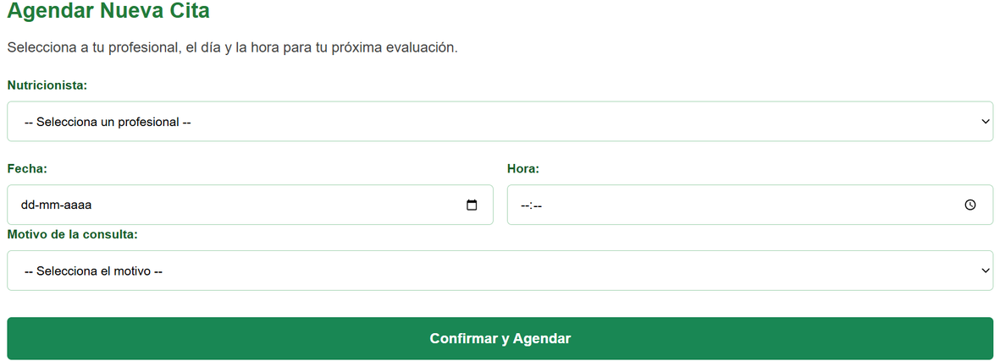 Agendar Nueva Cita
Selecciona a tu profesional, el día y la hora para tu próxima evaluación.
Nutricionista:
-- Selecciona un profesional --
Fecha: Hora:
dd-mm-aaaa --:--
Motivo de la consulta:
-- Selecciona el motivo --
Confirmar y Agendar